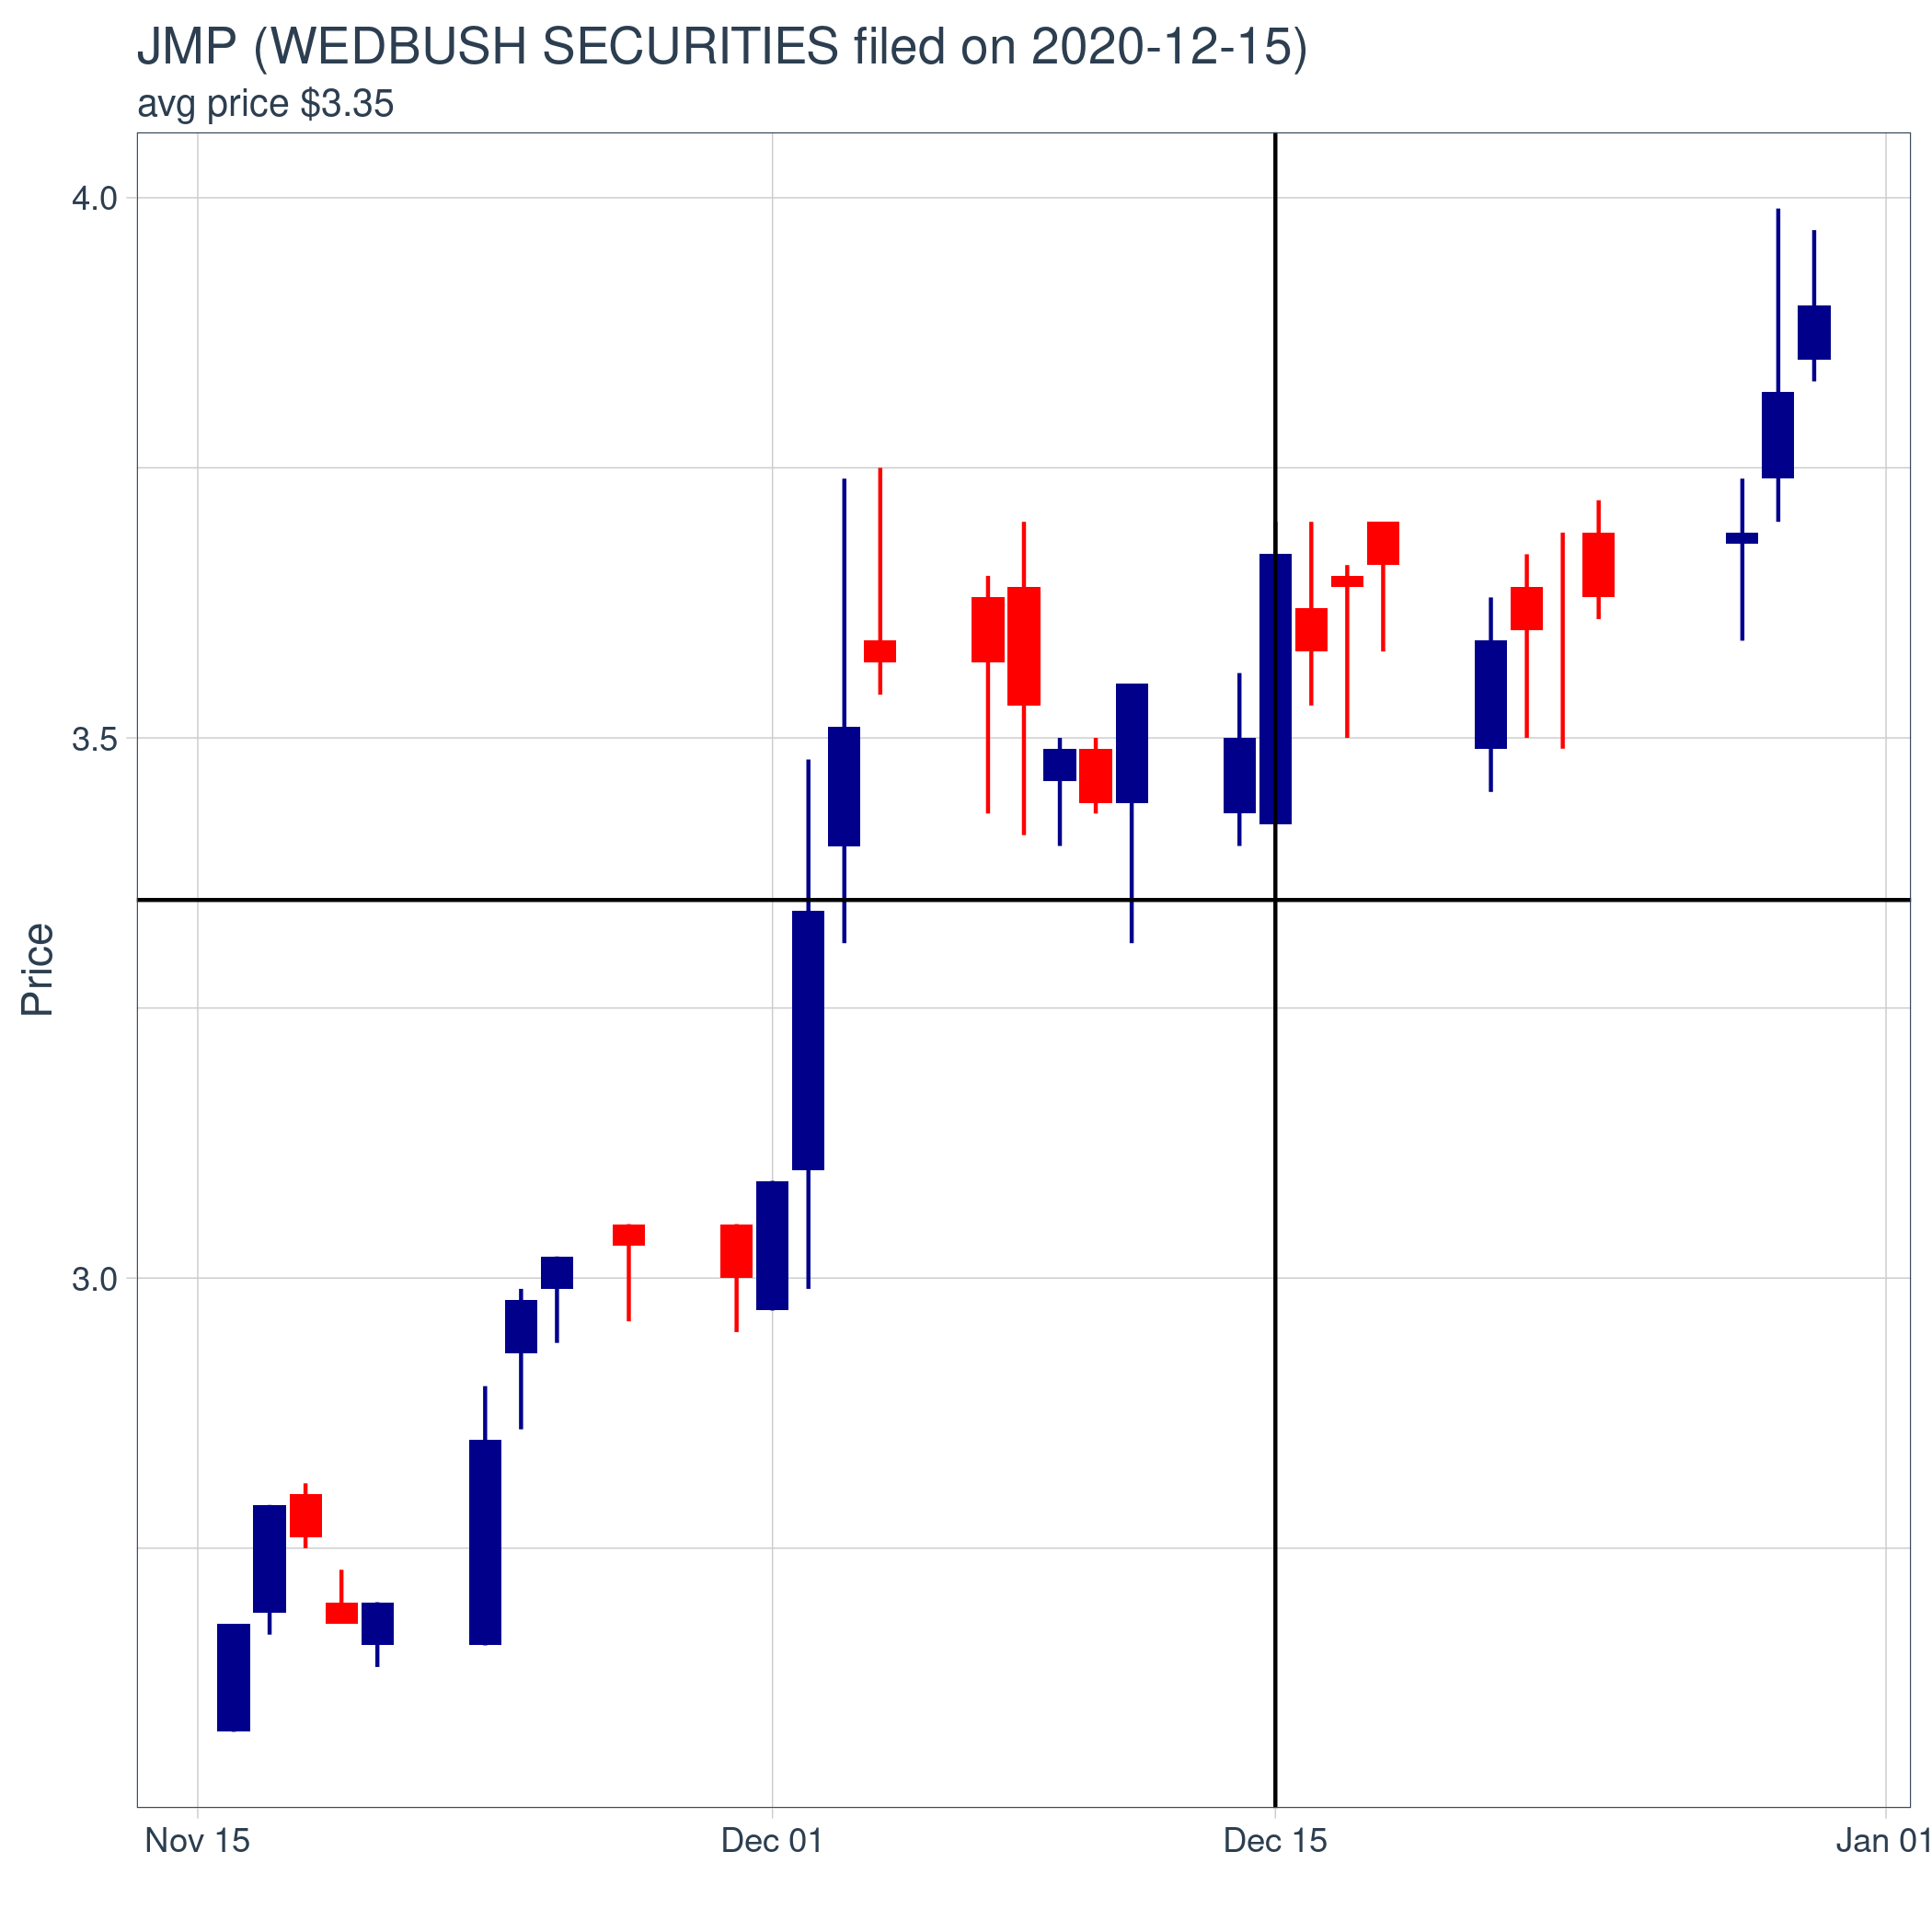 JMP (WEDBUSH SECURITIES filed on 2020-12-15)
avg price $3.35
4.0
3.5
3.0
Price
Nov 15
Dec 01
Dec 15
Jan 01